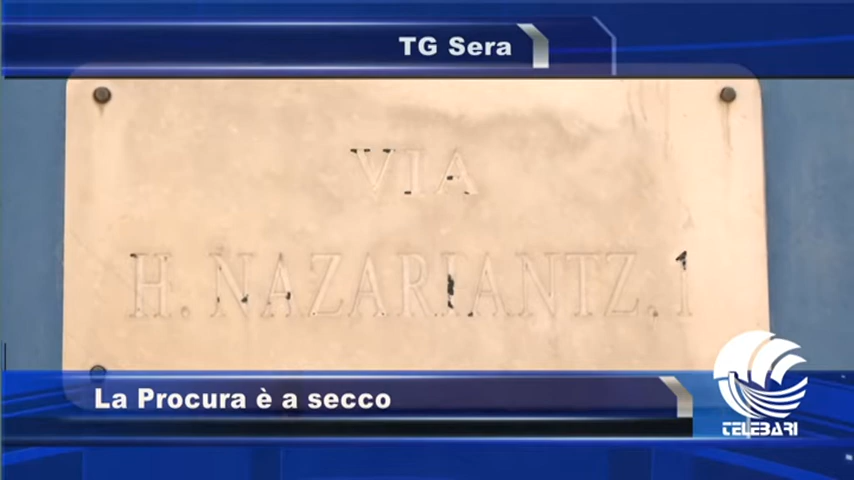 TG Sera
VIA
H. NAZARIANTZ, 1
La Procura è a secco
TELEBARI